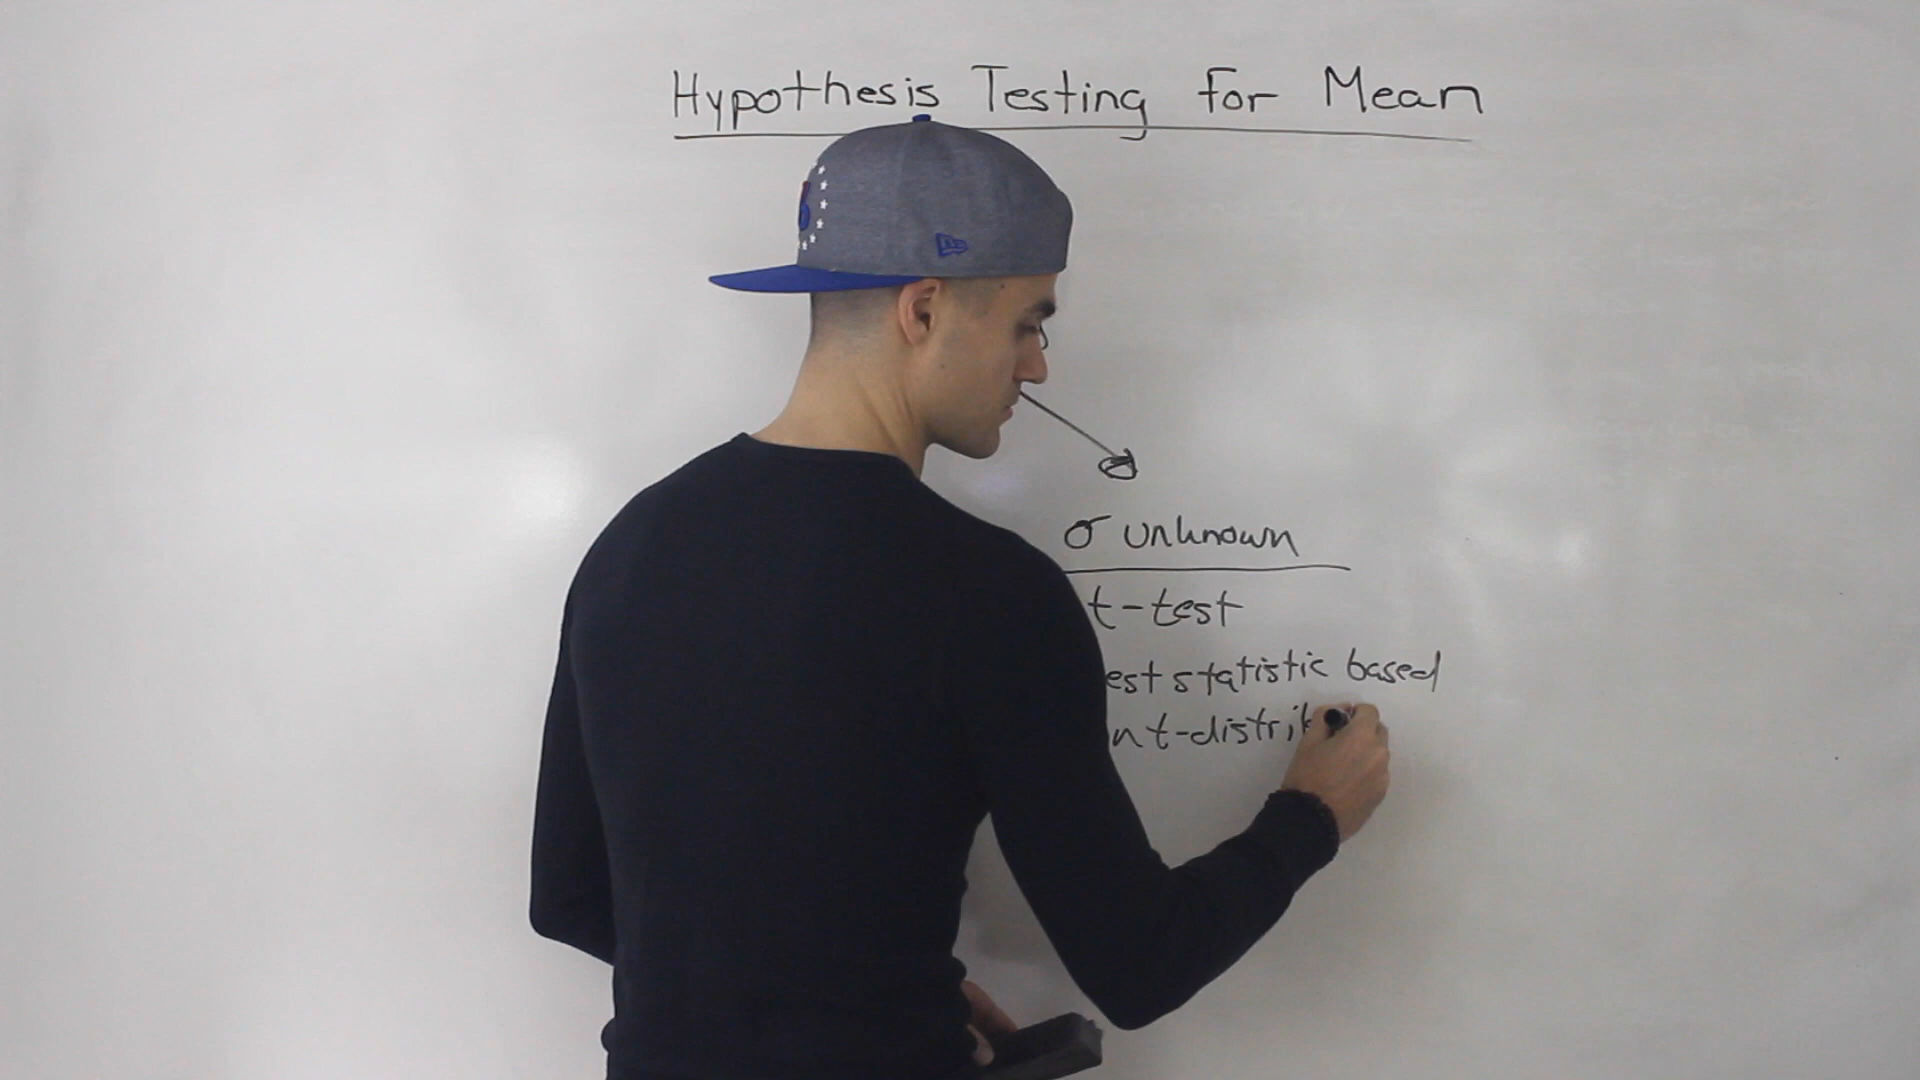 Hypothesis Testing for Mean
σ unknown
t-test
est statistic based
n t-distrib